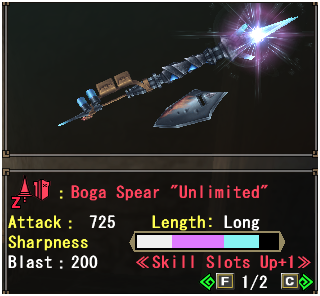 Z : Boga Spear "Unlimited"
Attack : 725 Length: Long
Sharpness
Blast : 200 ≪Skill Slots Up+1≫
F 1/2 C